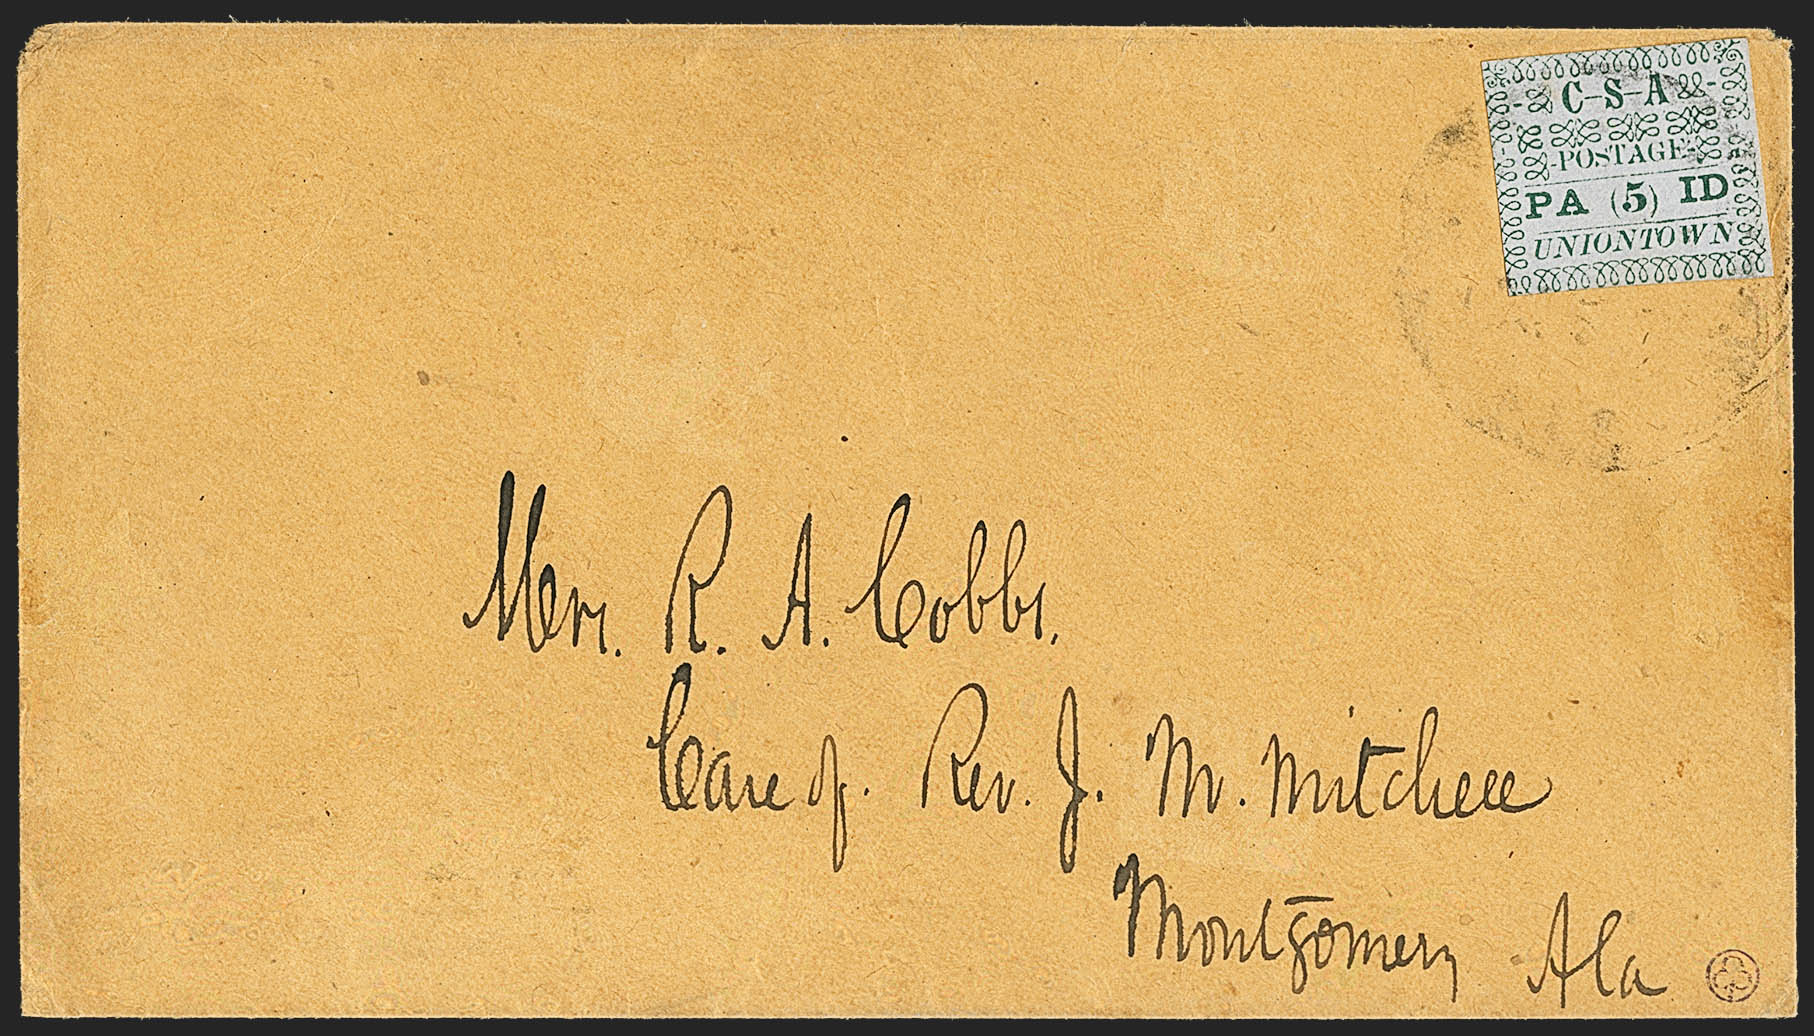 C-S-A
-POSTAGE-
PA (5) ID
UNIONTOWN
Mrs. R. A. Cobbs.
Care of. Rev. J. M. Mitchell
Montgomery Ala